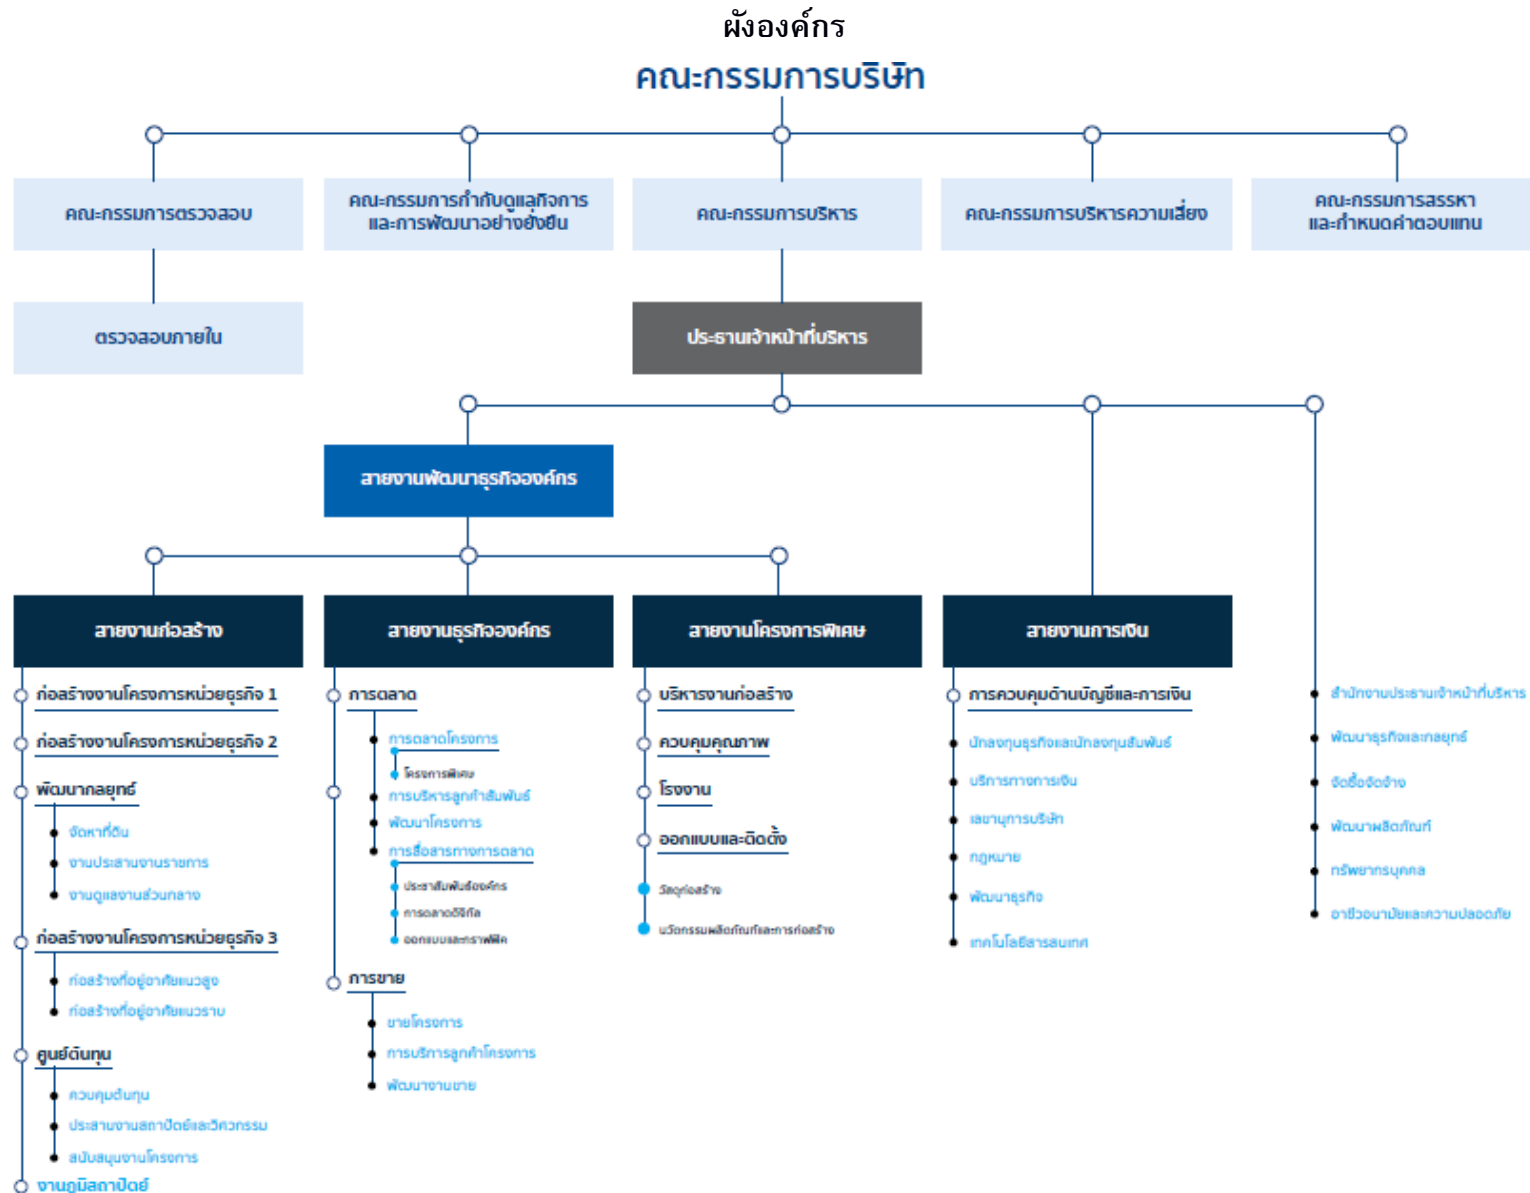 ผังองค์กร
คณะกรรมการบริษัท
คณะกรรมการตรวจสอบ
คณะกรรมการกำกับดูแลกิจการ
และการพัฒนาอย่างยั่งยืน
คณะกรรมการบริหาร
คณะกรรมการบริหารความเสี่ยง
คณะกรรมการสรรหา
และกำหนดค่าตอบแทน
ตรวจสอบภายใน
ประธานเจ้าหน้าที่บริหาร
สายงานพัฒนาธุรกิจองค์กร
สายงานก่อสร้าง
ก่อสร้างงานโครงการหน่วยธุรกิจ 1
ก่อสร้างงานโครงการหน่วยธุรกิจ 2
พัฒนากลยุทธ์
จัดหาที่ดิน
งานประสานงานราชการ
งานดูแลงานส่วนกลาง
ก่อสร้างงานโครงการหน่วยธุรกิจ 3
ก่อสร้างที่อยู่อาศัยแนวสูง
ก่อสร้างที่อยู่อาศัยแนวราบ
ศูนย์ต้นทุน
ควบคุมต้นทุน
ประสานงานสถาปัตย์และวิศวกรรม
สนับสนุนงานโครงการ
งานภูมิสถาปัตย์
สายงานธุรกิจองค์กร
การตลาด
การตลาดโครงการ
โครงการพิเศษ
การบริหารลูกค้าสัมพันธ์
พัฒนาโครงการ
การสื่อสารทางการตลาด
ประชาสัมพันธ์องค์กร
การตลาดดิจิทัล
ออกแบบและกราฟฟิค
การขาย
ขายโครงการ
การบริการลูกค้าโครงการ
พัฒนางานขาย
สายงานโครงการพิเศษ
บริหารงานก่อสร้าง
ควบคุมคุณภาพ
โรงงาน
ออกแบบและติดตั้ง
วัสดุก่อสร้าง
นวัตกรรมผลิตภัณฑ์และการก่อสร้าง
สายงานการเงิน
การควบคุมด้านบัญชีและการเงิน
นักลงทุนธุรกิจและนักลงทุนสัมพันธ์
บริการทางการเงิน
เลขานุการบริษัท
กฎหมาย
พัฒนาธุรกิจ
เทคโนโลยีสารสนเทศ
สำนักงานประธานเจ้าหน้าที่บริหาร
พัฒนาธุรกิจและกลยุทธ์
จัดซื้อจัดจ้าง
พัฒนาผลิตภัณฑ์
ทรัพยากรบุคคล
อาชีวอนามัยและความปลอดภัย